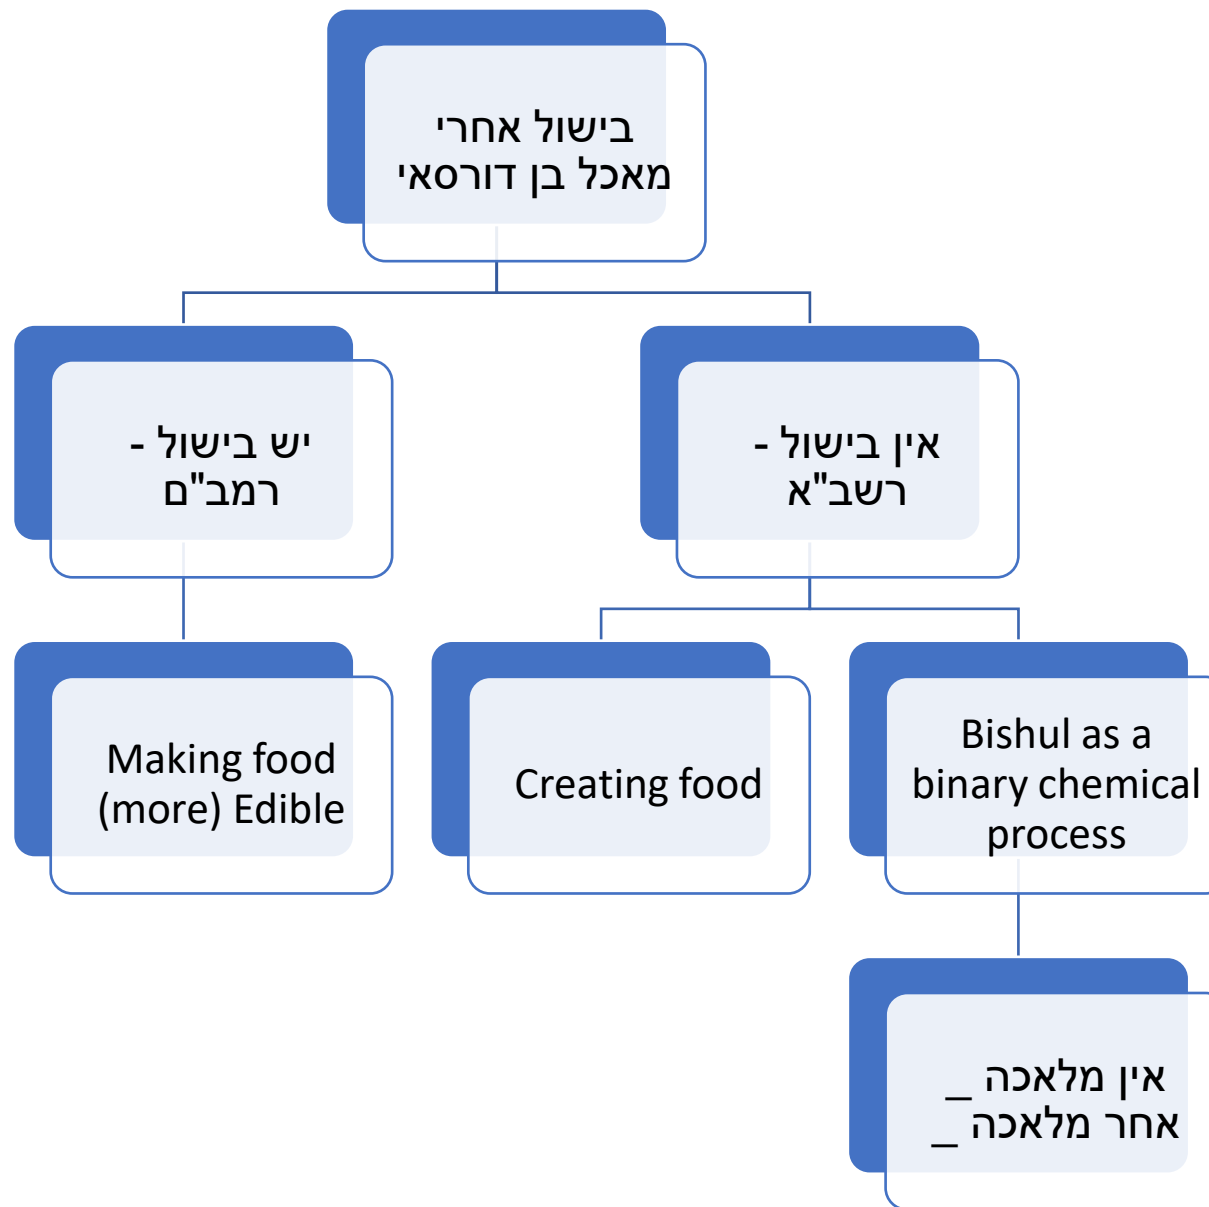 בישול אחרי
מאכל בן דורסאי
יש בישול -
רמב"ם
אין בישול -
רשב"א
Making food
(more) Edible
Creating food
Bishul as a
binary chemical
process
אין מלאכה _
אחר מלאכה _